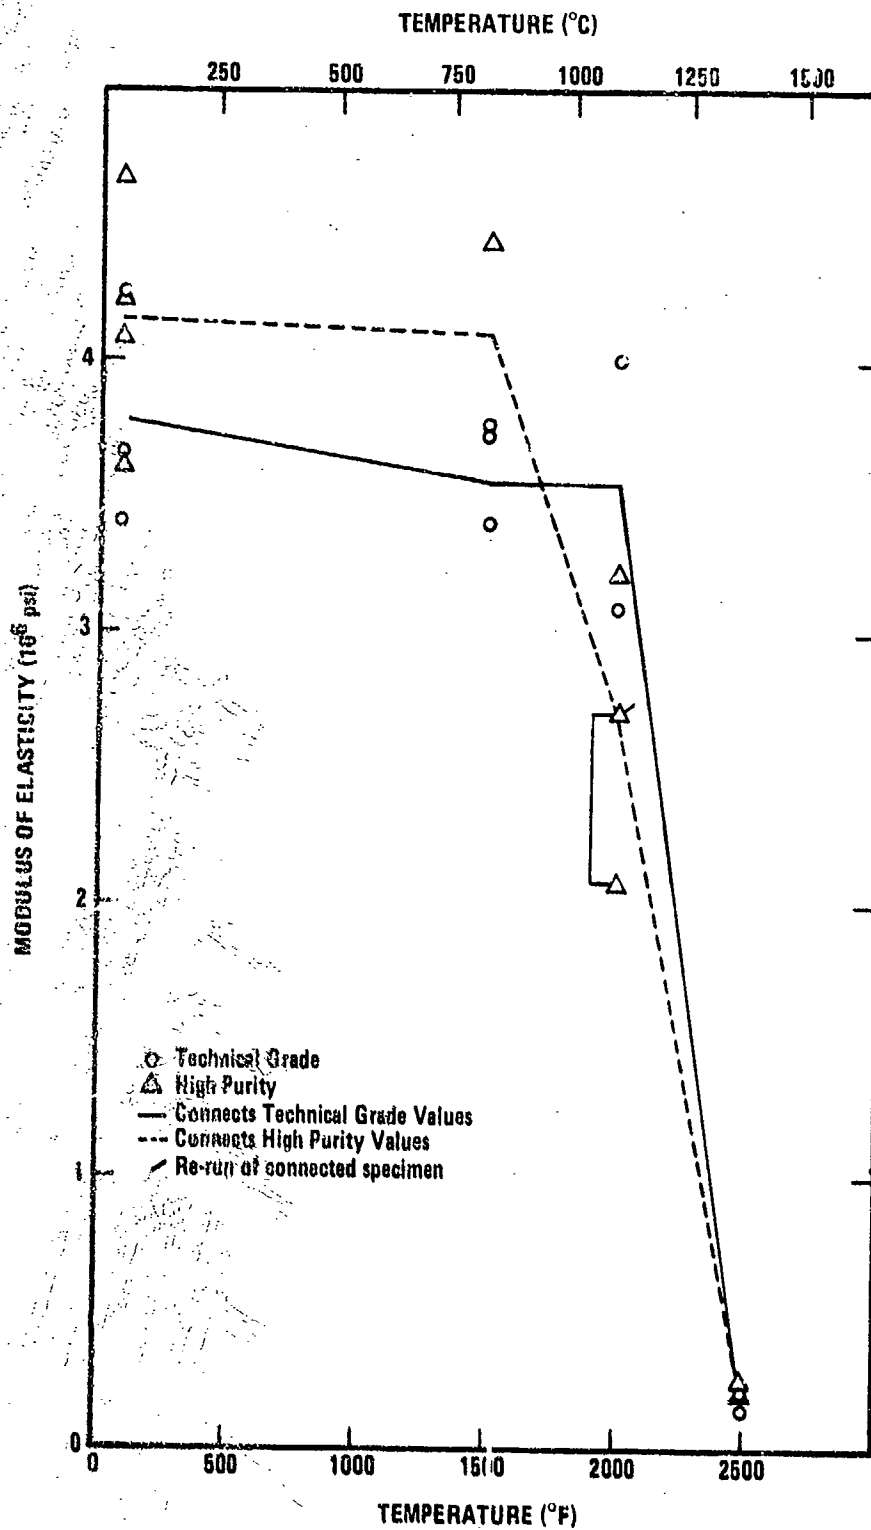 TEMPERATURE (°C)
250 500 750 1000 1250 1500
4
3
2
1
0
MODULUS OF ELASTICITY (10⁶ psi)
Technical Grade
High Purity
Connects Technical Grade Values
Connects High Purity Values
Re-run of connected specimen
0 500 1000 1500 2000 2500
TEMPERATURE (°F)